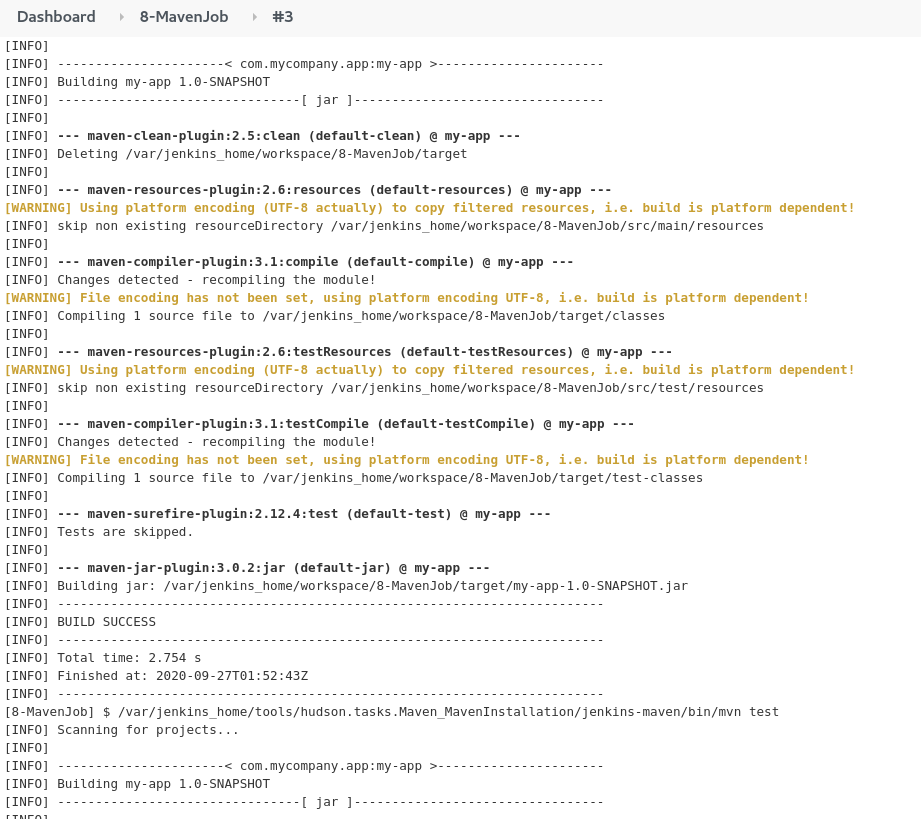 Dashboard 8-MavenJob #3
[INFO]
[INFO] ----------------------< com.mycompany.app:my-app >----------------------
[INFO] Building my-app 1.0-SNAPSHOT
[INFO] --------------------------------[ jar ]---------------------------------
[INFO]
[INFO] --- maven-clean-plugin:2.5:clean (default-clean) @ my-app ---
[INFO] Deleting /var/jenkins_home/workspace/8-MavenJob/target
[INFO]
[INFO] --- maven-resources-plugin:2.6:resources (default-resources) @ my-app ---
[WARNING] Using platform encoding (UTF-8 actually) to copy filtered resources, i.e. build is platform dependent!
[INFO] skip non existing resourceDirectory /var/jenkins_home/workspace/8-MavenJob/src/main/resources
[INFO]
[INFO] --- maven-compiler-plugin:3.1:compile (default-compile) @ my-app ---
[INFO] Changes detected - recompiling the module!
[WARNING] File encoding has not been set, using platform encoding UTF-8, i.e. build is platform dependent!
[INFO] Compiling 1 source file to /var/jenkins_home/workspace/8-MavenJob/target/classes
[INFO]
[INFO] --- maven-resources-plugin:2.6:testResources (default-testResources) @ my-app ---
[WARNING] Using platform encoding (UTF-8 actually) to copy filtered resources, i.e. build is platform dependent!
[INFO] skip non existing resourceDirectory /var/jenkins_home/workspace/8-MavenJob/src/test/resources
[INFO]
[INFO] --- maven-compiler-plugin:3.1:testCompile (default-testCompile) @ my-app ---
[INFO] Changes detected - recompiling the module!
[WARNING] File encoding has not been set, using platform encoding UTF-8, i.e. build is platform dependent!
[INFO] Compiling 1 source file to /var/jenkins_home/workspace/8-MavenJob/target/test-classes
[INFO]
[INFO] --- maven-surefire-plugin:2.12.4:test (default-test) @ my-app ---
[INFO] Tests are skipped.
[INFO]
[INFO] --- maven-jar-plugin:3.0.2:jar (default-jar) @ my-app ---
[INFO] Building jar: /var/jenkins_home/workspace/8-MavenJob/target/my-app-1.0-SNAPSHOT.jar
[INFO] ------------------------------------------------------------------------
[INFO] BUILD SUCCESS
[INFO] ------------------------------------------------------------------------
[INFO] Total time: 2.754 s
[INFO] Finished at: 2020-09-27T01:52:43Z
[INFO] ------------------------------------------------------------------------
[8-MavenJob] $ /var/jenkins_home/tools/hudson.tasks.Maven_MavenInstallation/jenkins-maven/bin/mvn test
[INFO] Scanning for projects...
[INFO]
[INFO] ----------------------< com.mycompany.app:my-app >----------------------
[INFO] Building my-app 1.0-SNAPSHOT
[INFO] --------------------------------[ jar ]---------------------------------
[INFO]